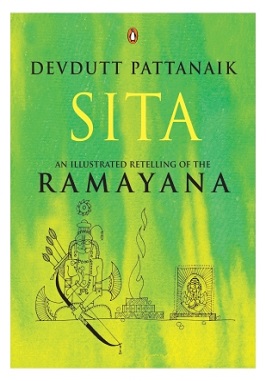 DEVDUTT PATTANAIK
SITA
AN ILLUSTRATED RETELLING OF THE
RAMAYANA